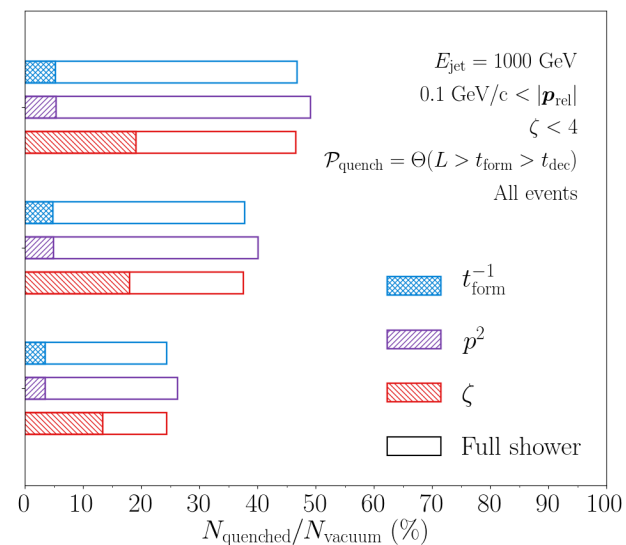 E_jet = 1000 GeV
0.1 GeV/c < |p_rel|
ζ < 4
𝒫_quench = Θ(L > t_form > t_dec)
All events
t_form^−1
p^2
ζ
Full shower
0 10 20 30 40 50 60 70 80 90 100
N_quenched/N_vacuum (%)